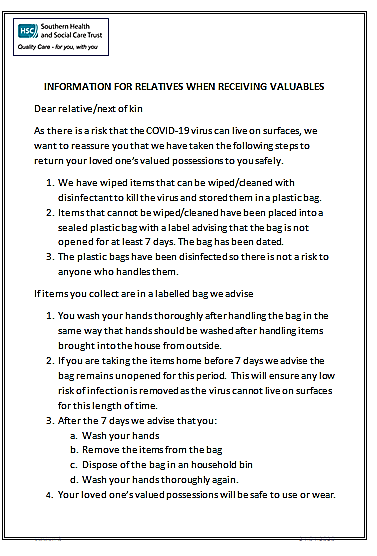 HSC Southern Health
and Social Care Trust
Quality Care - for you, with you
INFORMATION FOR RELATIVES WHEN RECEIVING VALUABLES
Dear relative/next of kin
As there is a risk that the COVID-19 virus can live on surfaces, we
want to reassure you that we have taken the following steps to
return your loved one's valued possessions to you safely.
1. We have wiped items that can be wiped/cleaned with
disinfectant to kill the virus and stored them in a plastic bag.
2. Items that cannot be wiped/cleaned have been placed into a
sealed plastic bag with a label advising that the bag is not
opened for at least 7 days. The bag has been dated.
3. The plastic bags have been disinfected so there is not a risk to
anyone who handles them.
If items you collect are in a labelled bag we advise
1. You wash your hands thoroughly after handling the bag in the
same way that hands should be washed after handling items
brought into the house from outside.
2. If you are taking the items home before 7 days we advise the
bag remains unopened for this period. This will ensure any low
risk of infection is removed as the virus cannot live on surfaces
for this length of time.
3. After the 7 days we advise that you:
a. Wash your hands
b. Remove the items from the bag
c. Dispose of the bag in an household bin
d. Wash your hands thoroughly again.
4. Your loved one's valued possessions will be safe to use or wear.